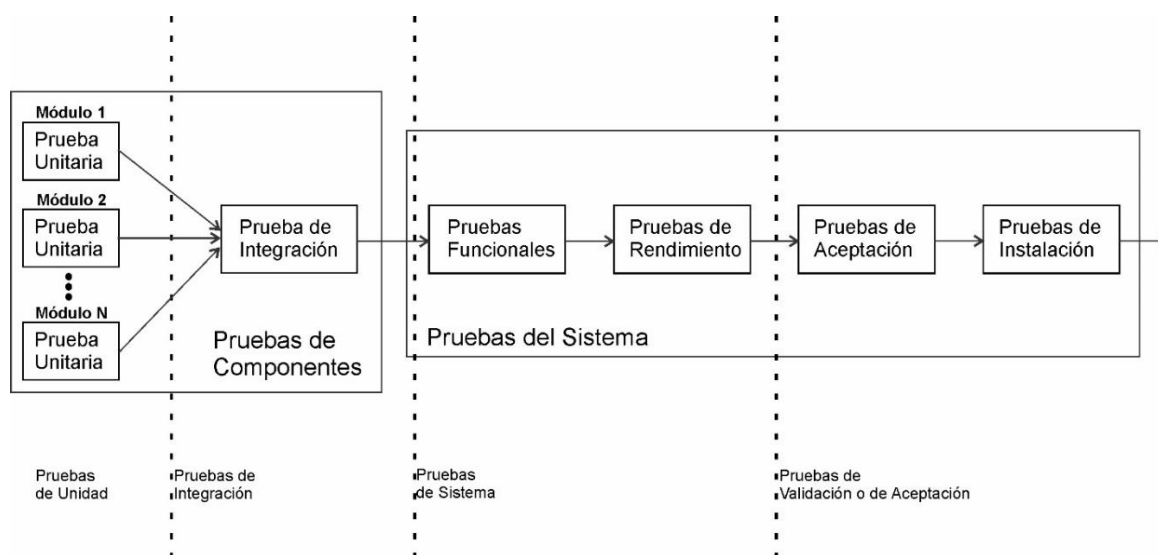 Módulo 1
Prueba
Unitaria
Módulo 2
Prueba
Unitaria
Módulo N
Prueba
Unitaria
Prueba de
Integración
Pruebas de
Componentes
Pruebas
Funcionales
Pruebas de
Rendimiento
Pruebas de
Aceptación
Pruebas de
Instalación
Pruebas del Sistema
Pruebas
de Unidad
Pruebas de
Integración
Pruebas
de Sistema
Pruebas de
Validación o de Aceptación